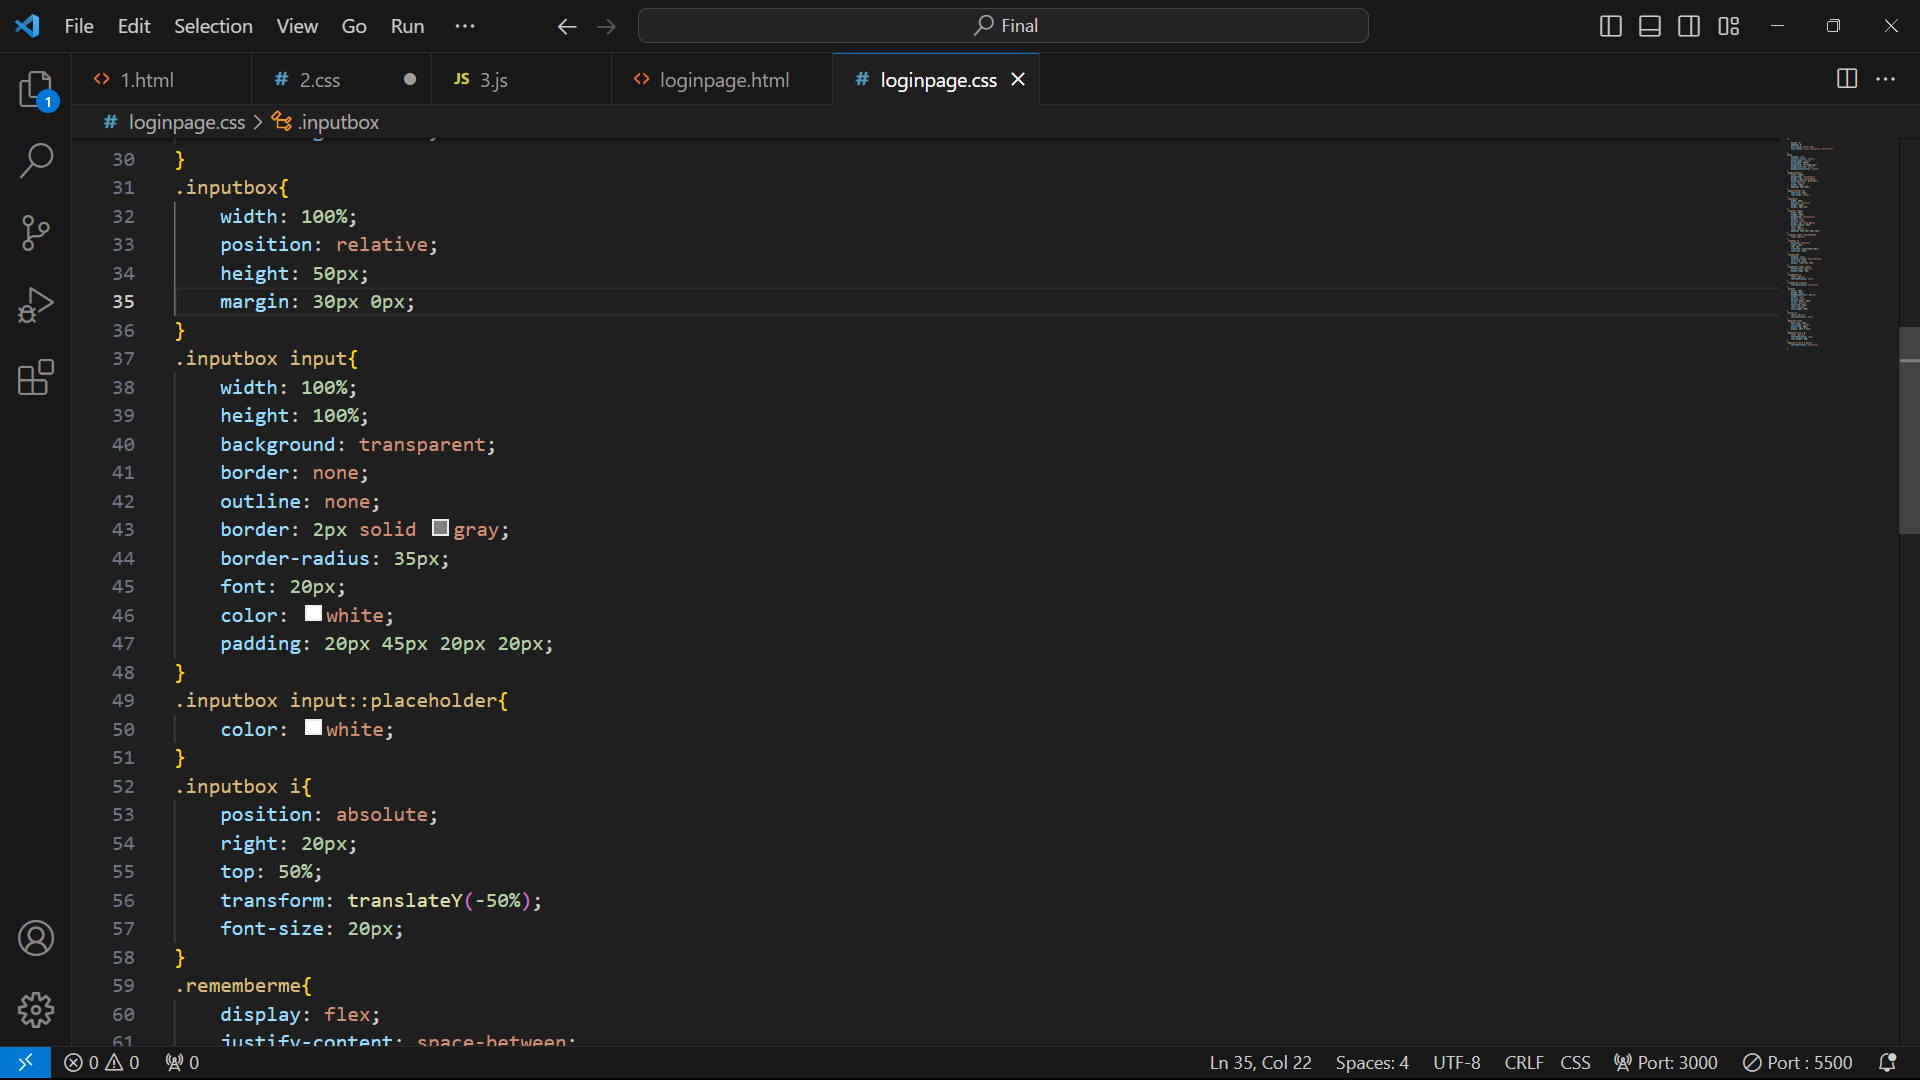 File Edit Selection View Go Run ··· Final
1
1.html 2.css JS 3.js loginpage.html # loginpage.css
# loginpage.css > .inputbox
30 }
31 .inputbox{
32 width: 100%;
33 position: relative;
34 height: 50px;
35 margin: 30px 0px;
36 }
37 .inputbox input{
38 width: 100%;
39 height: 100%;
40 background: transparent;
41 border: none;
42 outline: none;
43 border: 2px solid gray;
44 border-radius: 35px;
45 font: 20px;
46 color: white;
47 padding: 20px 45px 20px 20px;
48 }
49 .inputbox input::placeholder{
50 color: white;
51 }
52 .inputbox i{
53 position: absolute;
54 right: 20px;
55 top: 50%;
56 transform: translateY(-50%);
57 font-size: 20px;
58 }
59 .rememberme{
60 display: flex;
61 justify-content: space-between;
0 0 0 Ln 35, Col 22 Spaces: 4 UTF-8 CRLF CSS Port: 3000 Port : 5500